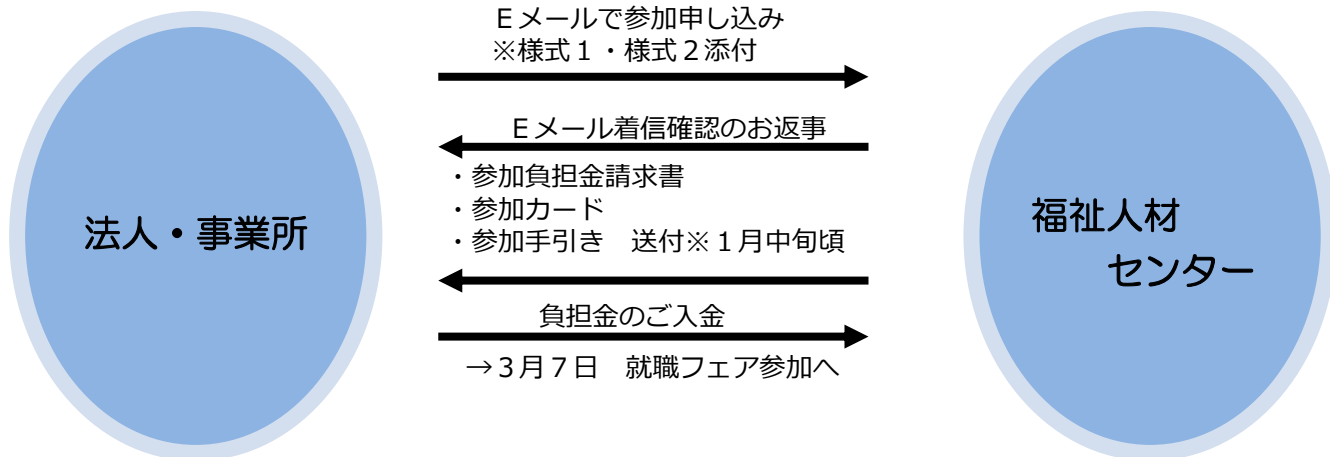 Ｅメールで参加申し込み
※様式１・様式２添付
Ｅメール着信確認のお返事
・参加負担金請求書
・参加カード
・参加手引き　送付※１月中旬頃
負担金のご入金
→３月７日　就職フェア参加へ
法人・事業所
福祉人材
センター